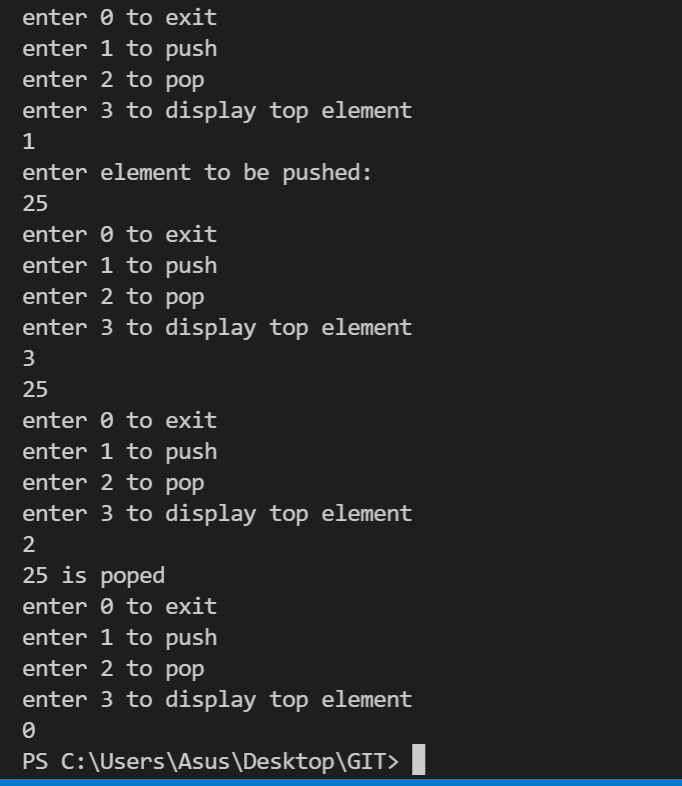 enter 0 to exit
enter 1 to push
enter 2 to pop
enter 3 to display top element
1
enter element to be pushed:
25
enter 0 to exit
enter 1 to push
enter 2 to pop
enter 3 to display top element
3
25
enter 0 to exit
enter 1 to push
enter 2 to pop
enter 3 to display top element
2
25 is poped
enter 0 to exit
enter 1 to push
enter 2 to pop
enter 3 to display top element
0
PS C:\Users\Asus\Desktop\GIT>